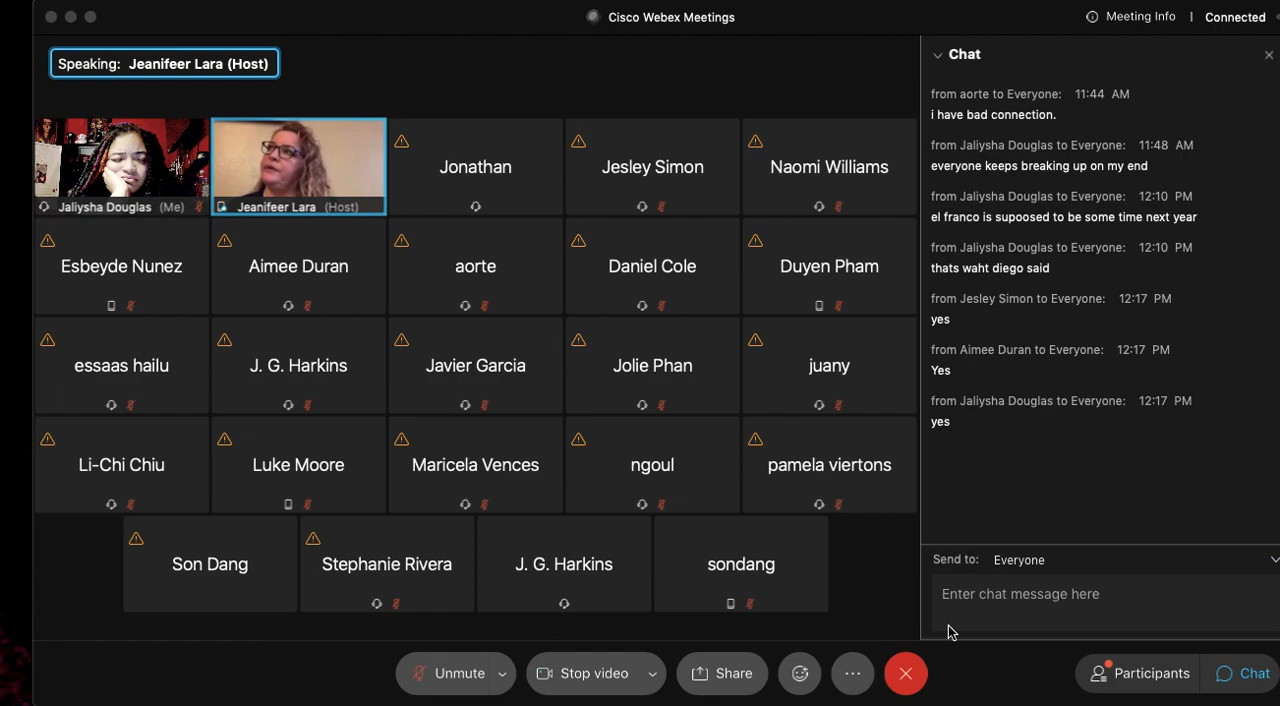 Cisco Webex Meetings
Meeting Info | Connected
Speaking: Jeanifeer Lara (Host)
Jaliysha Douglas (Me)
Jeanifeer Lara (Host)
Jonathan
Jesley Simon
Naomi Williams
Esbeyde Nunez
Aimee Duran
aorte
Daniel Cole
Duyen Pham
essaas hailu
J. G. Harkins
Javier Garcia
Jolie Phan
juany
Li-Chi Chiu
Luke Moore
Maricela Vences
ngoul
pamela viertons
Son Dang
Stephanie Rivera
J. G. Harkins
sondang
Chat
from aorte to Everyone: 11:44 AM
i have bad connection.
from Jaliysha Douglas to Everyone: 11:48 AM
everyone keeps breaking up on my end
from Jaliysha Douglas to Everyone: 12:10 PM
el franco is supoosed to be some time next year
from Jaliysha Douglas to Everyone: 12:10 PM
thats waht diego said
from Jesley Simon to Everyone: 12:17 PM
yes
from Aimee Duran to Everyone: 12:17 PM
Yes
from Jaliysha Douglas to Everyone: 12:17 PM
yes
Send to: Everyone
Enter chat message here
Unmute
Stop video
Share
Participants
Chat